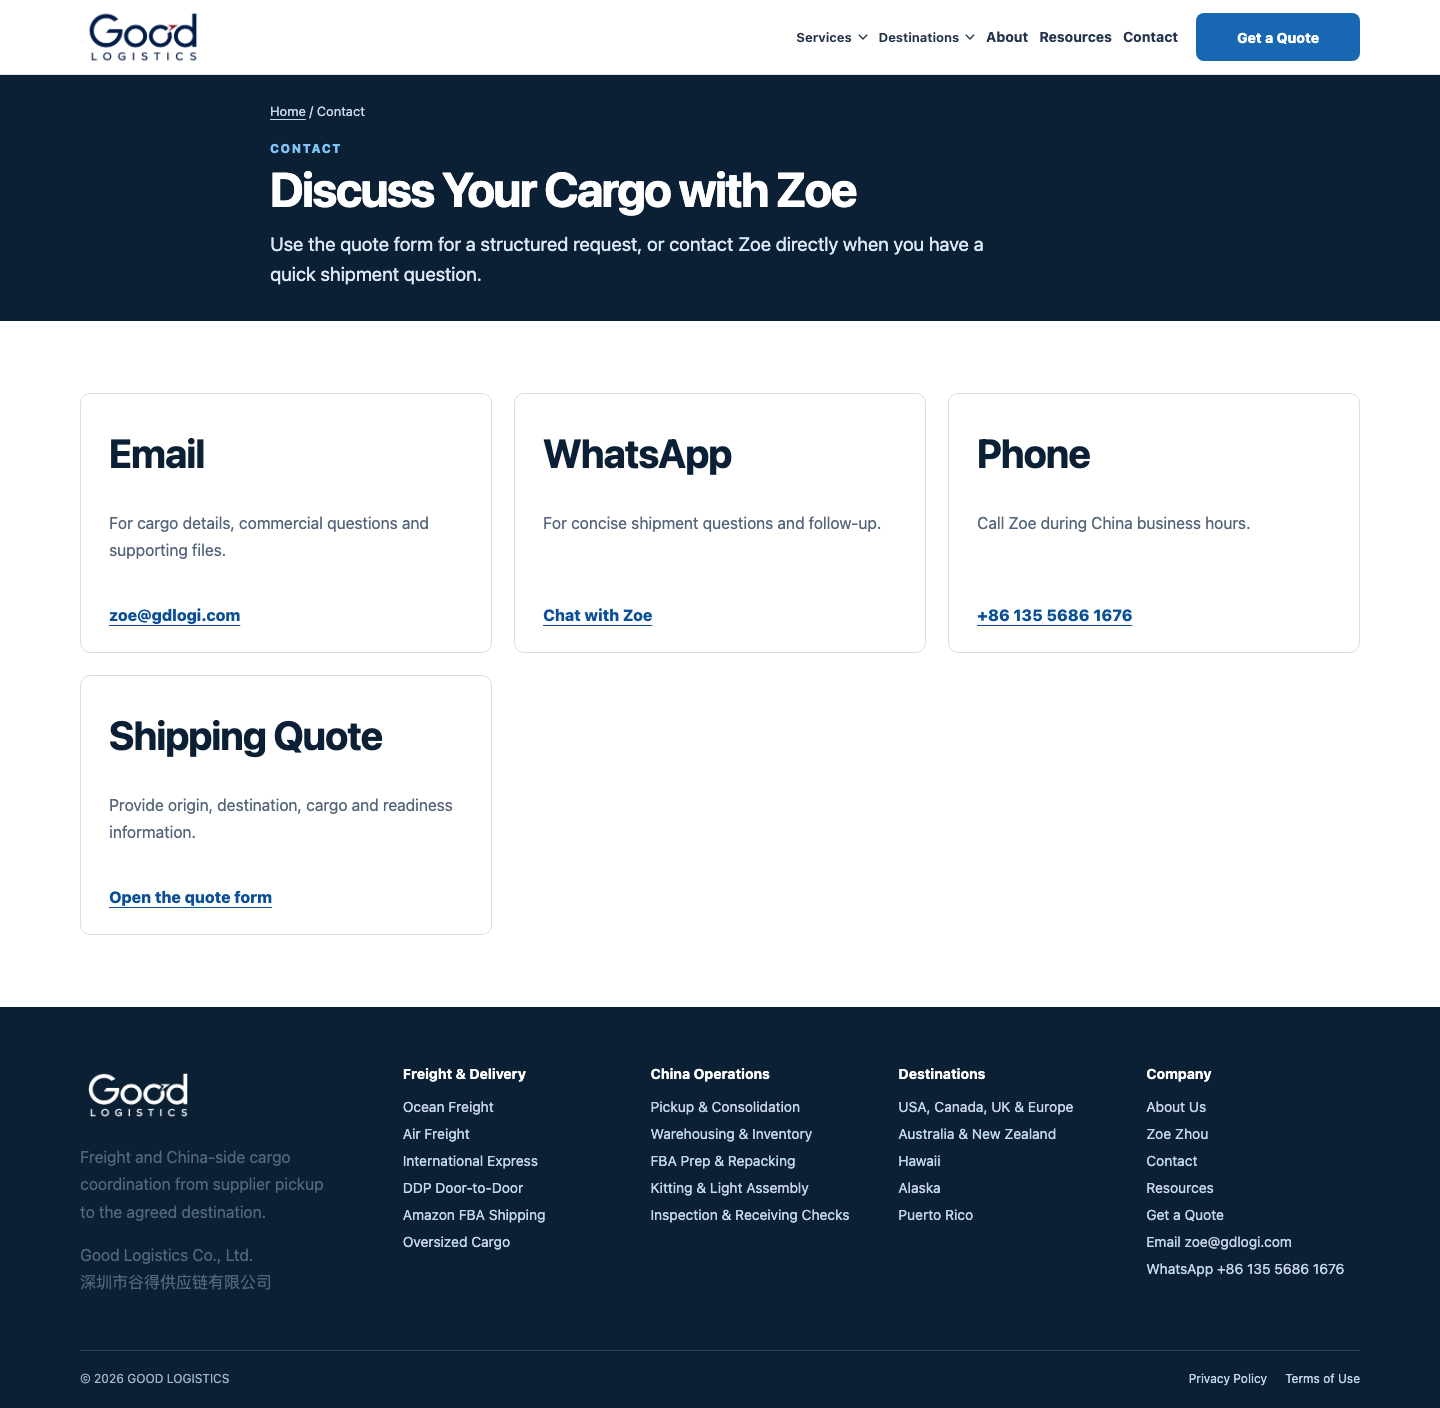 Good
LOGISTICS
Services
Destinations
About
Resources
Contact
Get a Quote
Home / Contact
CONTACT
Discuss Your Cargo with Zoe
Use the quote form for a structured request, or contact Zoe directly when you have a
quick shipment question.
Email
For cargo details, commercial questions and
supporting files.
zoe@gdlogi.com
WhatsApp
For concise shipment questions and follow-up.
Chat with Zoe
Phone
Call Zoe during China business hours.
+86 135 5686 1676
Shipping Quote
Provide origin, destination, cargo and readiness
information.
Open the quote form
Good
LOGISTICS
Freight and China-side cargo
coordination from supplier pickup
to the agreed destination.
Good Logistics Co., Ltd.
深圳市谷得供应链有限公司
Freight & Delivery
Ocean Freight
Air Freight
International Express
DDP Door-to-Door
Amazon FBA Shipping
Oversized Cargo
China Operations
Pickup & Consolidation
Warehousing & Inventory
FBA Prep & Repacking
Kitting & Light Assembly
Inspection & Receiving Checks
Destinations
USA, Canada, UK & Europe
Australia & New Zealand
Hawaii
Alaska
Puerto Rico
Company
About Us
Zoe Zhou
Contact
Resources
Get a Quote
Email zoe@gdlogi.com
WhatsApp +86 135 5686 1676
© 2026 GOOD LOGISTICS
Privacy Policy
Terms of Use